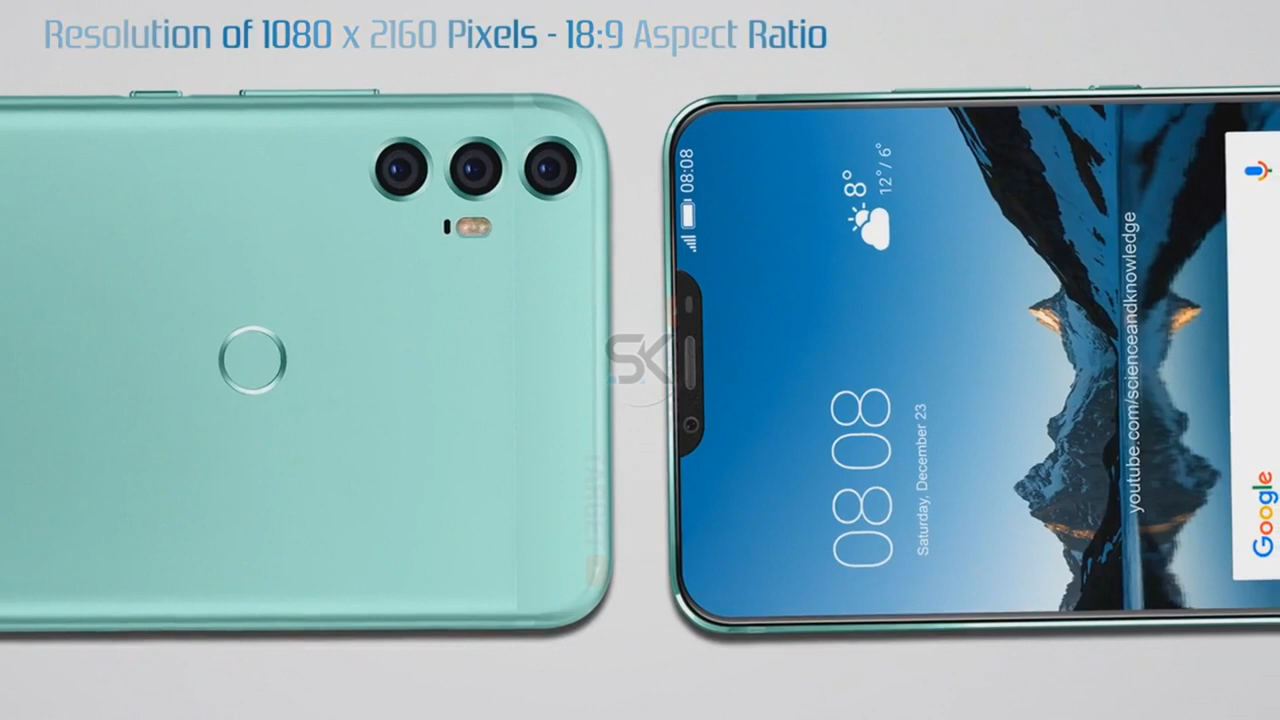 Resolution of 1080 x 2160 Pixels - 18:9 Aspect Ratio
08:08
8°
12°/ 6°
SK
08 08
Saturday, December 23
youtube.com/scienceandknowledge
Google